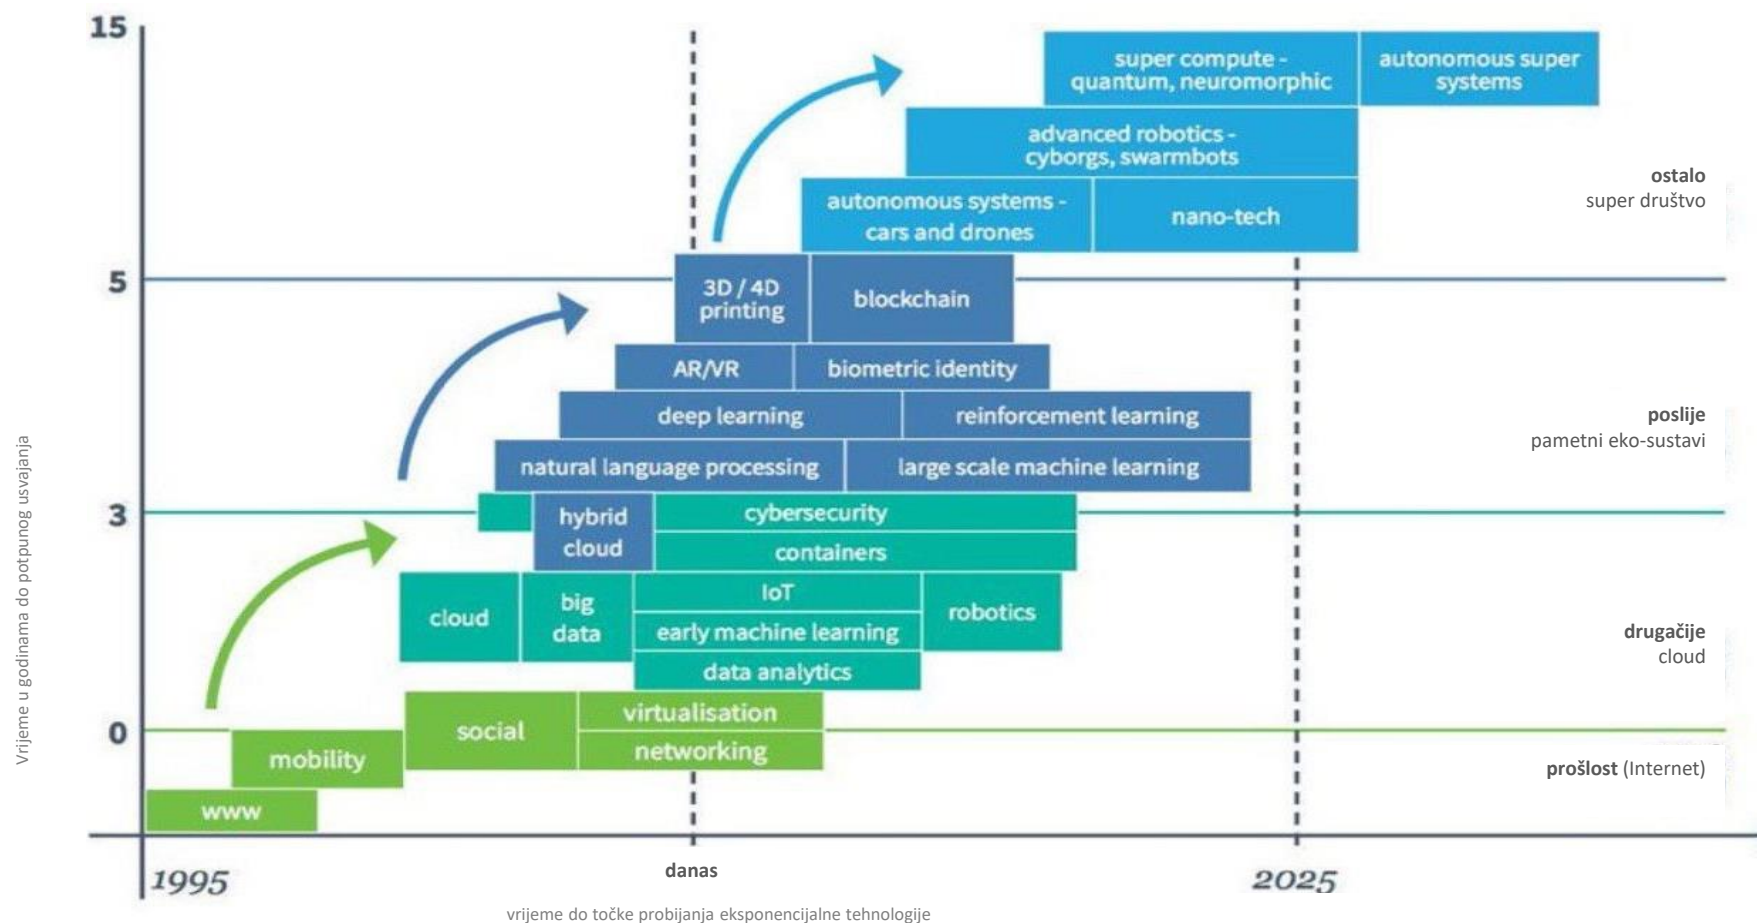 15
super compute -
quantum, neuromorphic
autonomous super
systems
advanced robotics -
cyborgs, swarmbots
autonomous systems -
cars and drones
nano-tech
ostalo
super društvo
5
3D / 4D
printing
blockchain
AR/VR
biometric identity
deep learning
reinforcement learning
natural language processing
large scale machine learning
poslije
pametni eko-sustavi
3
hybrid
cloud
cybersecurity
containers
cloud
big
data
IoT
early machine learning
data analytics
robotics
drugačije
cloud
0
social
virtualisation
networking
mobility
www
prošlost (Internet)
Vrijeme u godinama do potpunog usvajanja
1995
danas
2025
vrijeme do točke probijanja eksponencijalne tehnologije